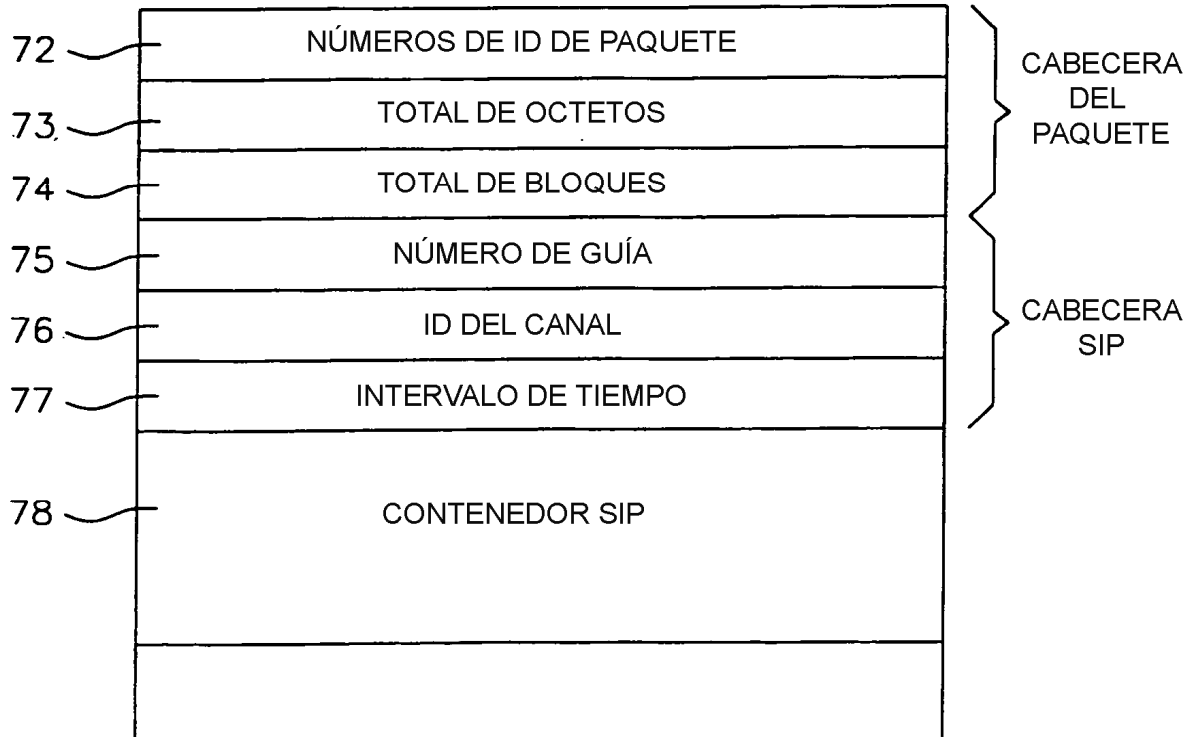 72 NÚMEROS DE ID DE PAQUETE
73 TOTAL DE OCTETOS
74 TOTAL DE BLOQUES
CABECERA
DEL
PAQUETE
75 NÚMERO DE GUÍA
76 ID DEL CANAL
77 INTERVALO DE TIEMPO
CABECERA
SIP
78 CONTENEDOR SIP